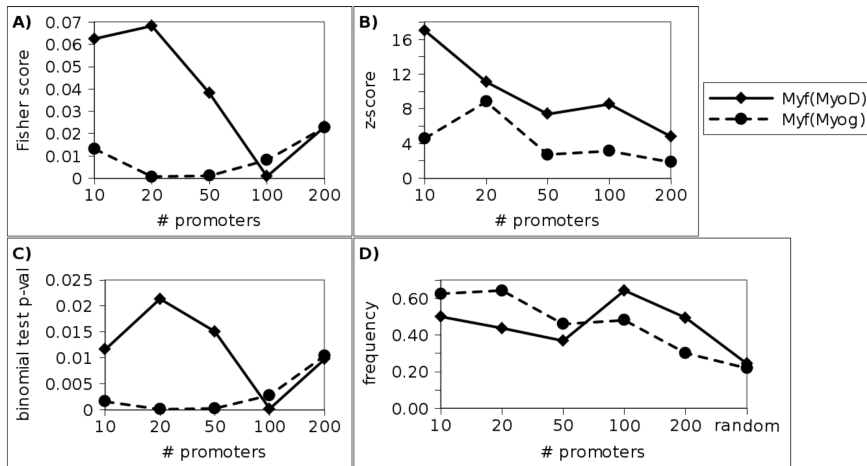 A)
Fisher score
0.07
0.06
0.05
0.04
0.03
0.02
0.01
0
10 20 50 100 200
# promoters
B)
z-score
16
12
8
4
0
10 20 50 100 200
# promoters
Myf(MyoD)
Myf(Myog)
C)
binomial test p-val
0.025
0.02
0.015
0.01
0.005
0
10 20 50 100 200
# promoters
D)
frequency
0.60
0.40
0.20
0.00
10 20 50 100 200 random
# promoters